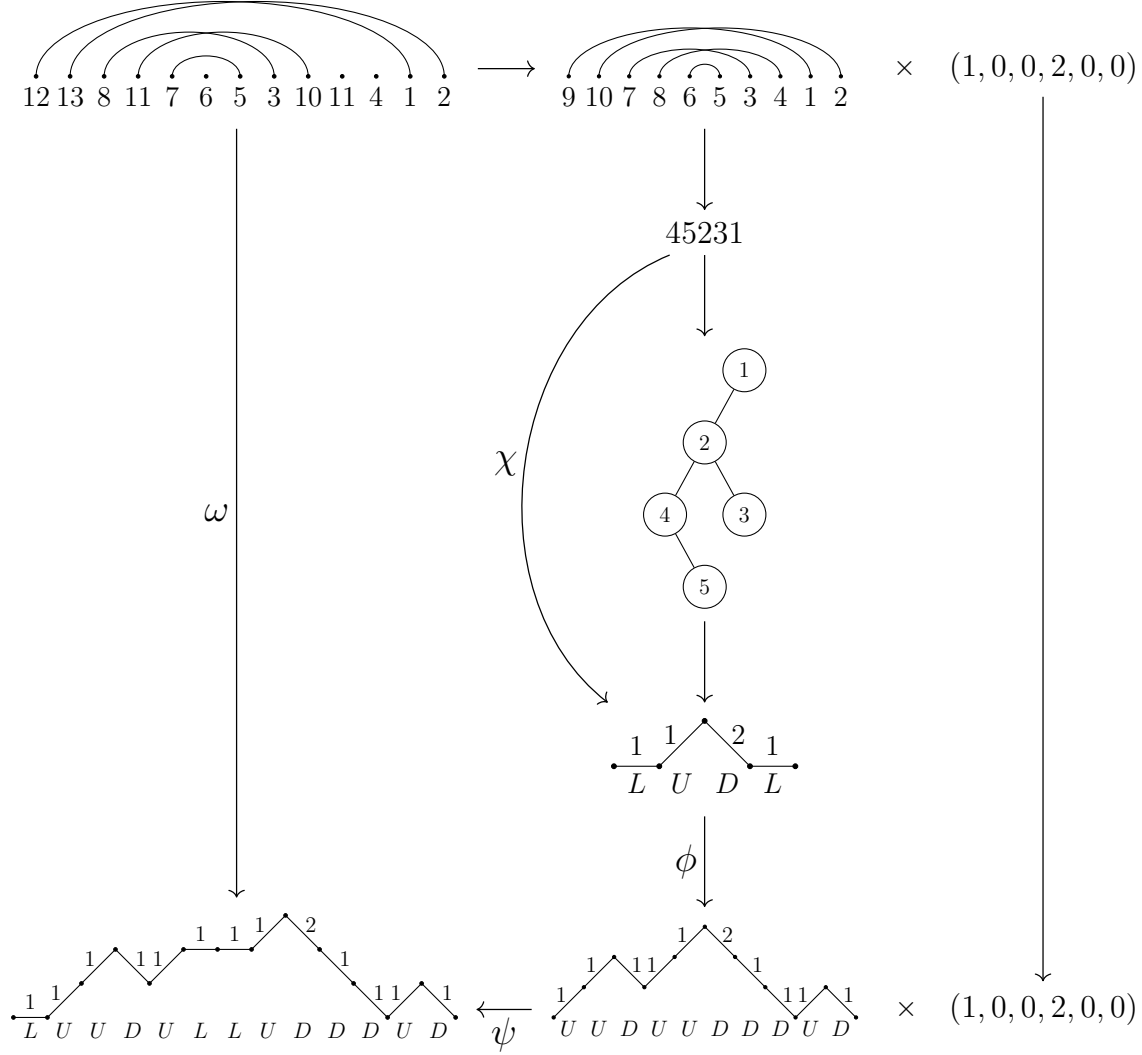 12 13 8 11 7 6 5 3 10 11 4 1 2
9 10 7 8 6 5 3 4 1 2
× (1, 0, 0, 2, 0, 0)
45231
1
2
4 3
5
χ
ω
1 1 2 1
L U D L
ϕ
1 1 1 1 1 1 1 1 2 1 1 1 1
L U U D U L L U D D D U D
ψ
1 1 1 1 1 2 1 1 1 1
U U D U U D D D U D
× (1, 0, 0, 2, 0, 0)